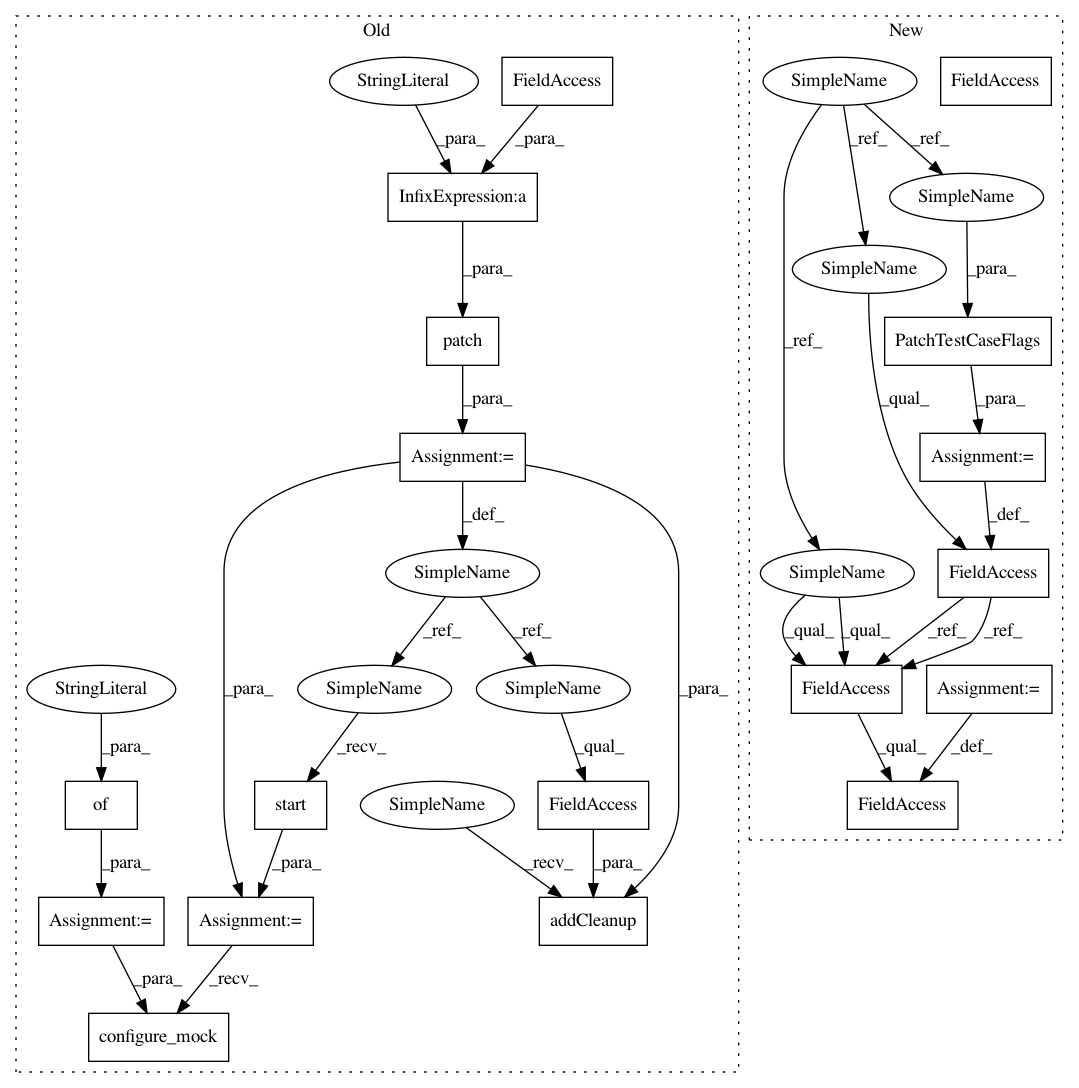 Old
New
StringLiteral
FieldAccess
SimpleName
FieldAccess
_para_
_para_
_ref_
_ref_
InfixExpression:a
SimpleName
_para_
SimpleName
_para_
patch
_ref_
PatchTestCaseFlags
_para_
_qual_
_para_
Assignment:=
Assignment:=
_def_
_def_
SimpleName
SimpleName
FieldAccess
_ref_
_ref_
_qual_
_qual_
_ref_
_ref_
StringLiteral
_para_
SimpleName
SimpleName
_para_
FieldAccess
Assignment:=
_para_
_recv_
_qual_
_qual_
_def_
of
start
SimpleName
FieldAccess
FieldAccess
_para_
_para_
_recv_
_para_
Assignment:=
Assignment:=
addCleanup
_para_
_recv_
configure_mock